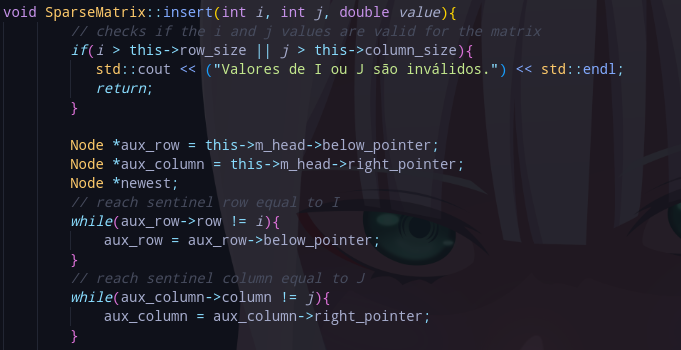 void SparseMatrix::insert(int i, int j, double value){
// checks if the i and j values are valid for the matrix
if(i > this->row_size || j > this->column_size){
std::cout << ("Valores de I ou J são inválidos.") << std::endl;
return;
}
Node *aux_row = this->m_head->below_pointer;
Node *aux_column = this->m_head->right_pointer;
Node *newest;
// reach sentinel row equal to I
while(aux_row->row != i){
aux_row = aux_row->below_pointer;
}
// reach sentinel column equal to J
while(aux_column->column != j){
aux_column = aux_column->right_pointer;
}